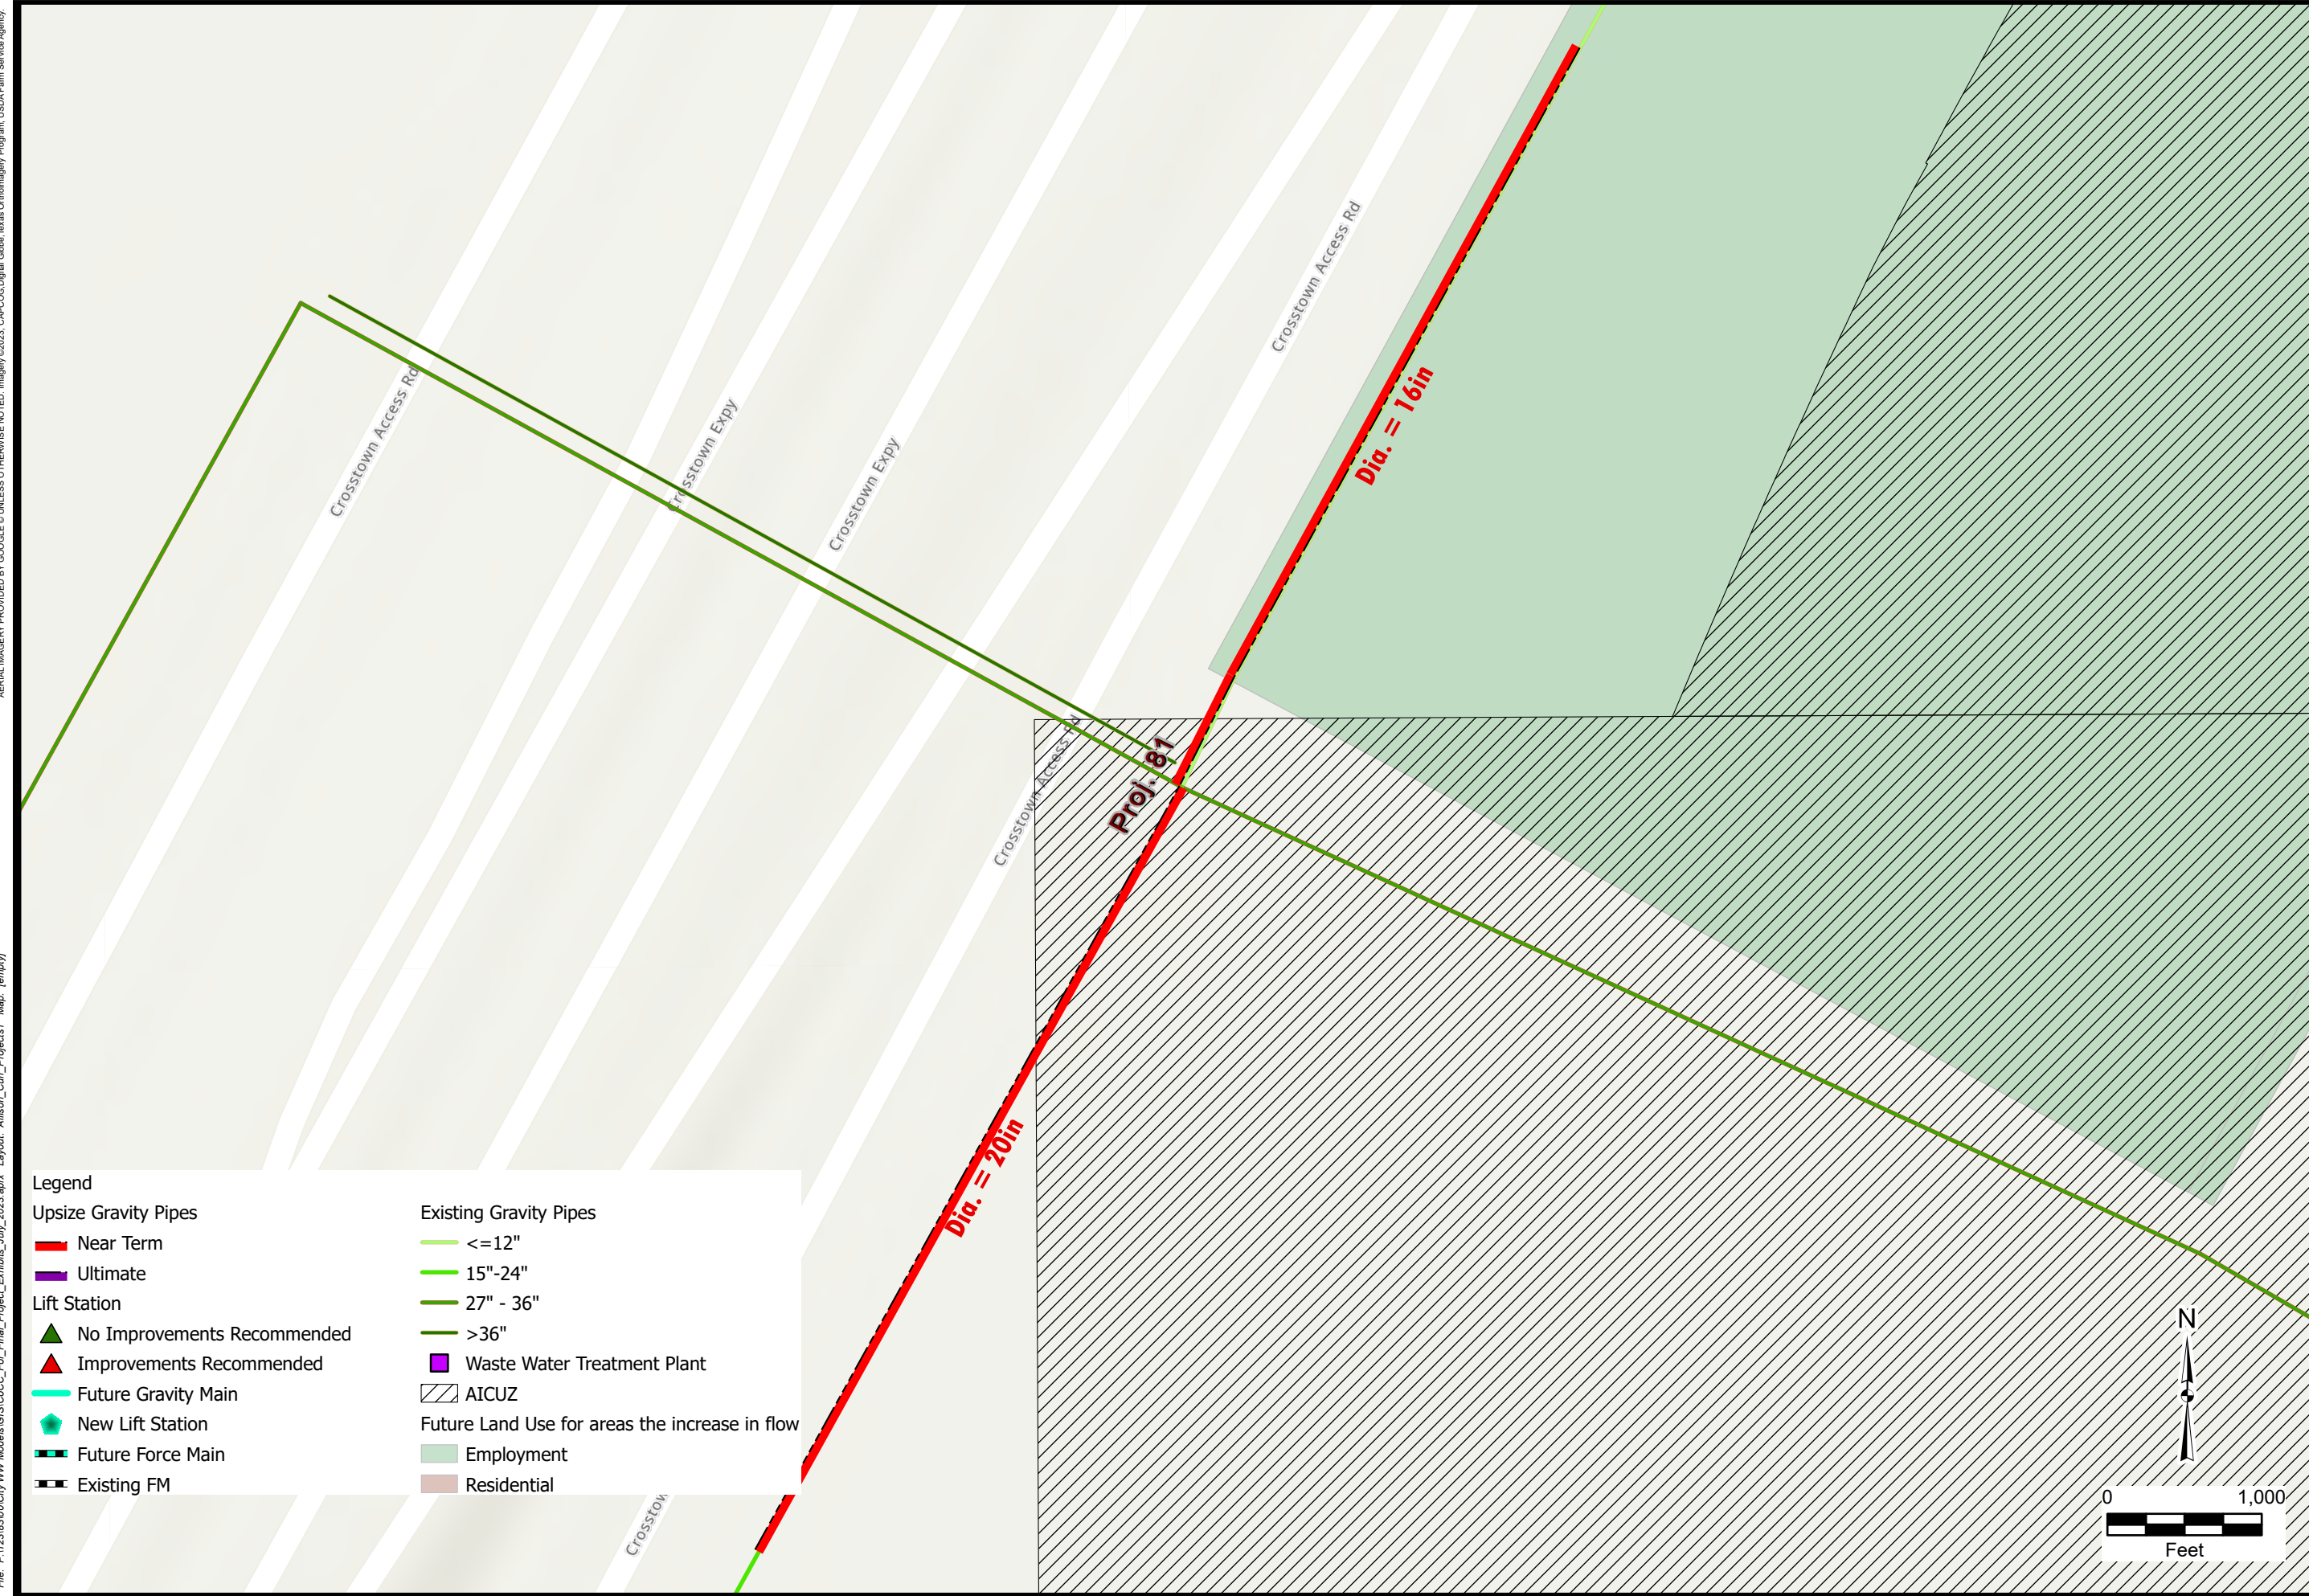 Crosstown Access Rd
Dia. = 16in
Crosstown Access Rd
Crosstown Expy
Crosstown Expy
Crosstown Access Rd
Proj. 81
Dia. = 20in
Legend
Upsize Gravity Pipes
Near Term
Ultimate
Lift Station
No Improvements Recommended
Improvements Recommended
Future Gravity Main
New Lift Station
Future Force Main
Existing FM
Existing Gravity Pipes
<=12"
15"-24"
27" - 36"
>36"
Waste Water Treatment Plant
AICUZ
Future Land Use for areas the increase in flow
Employment
Residential
N
0 1,000
Feet